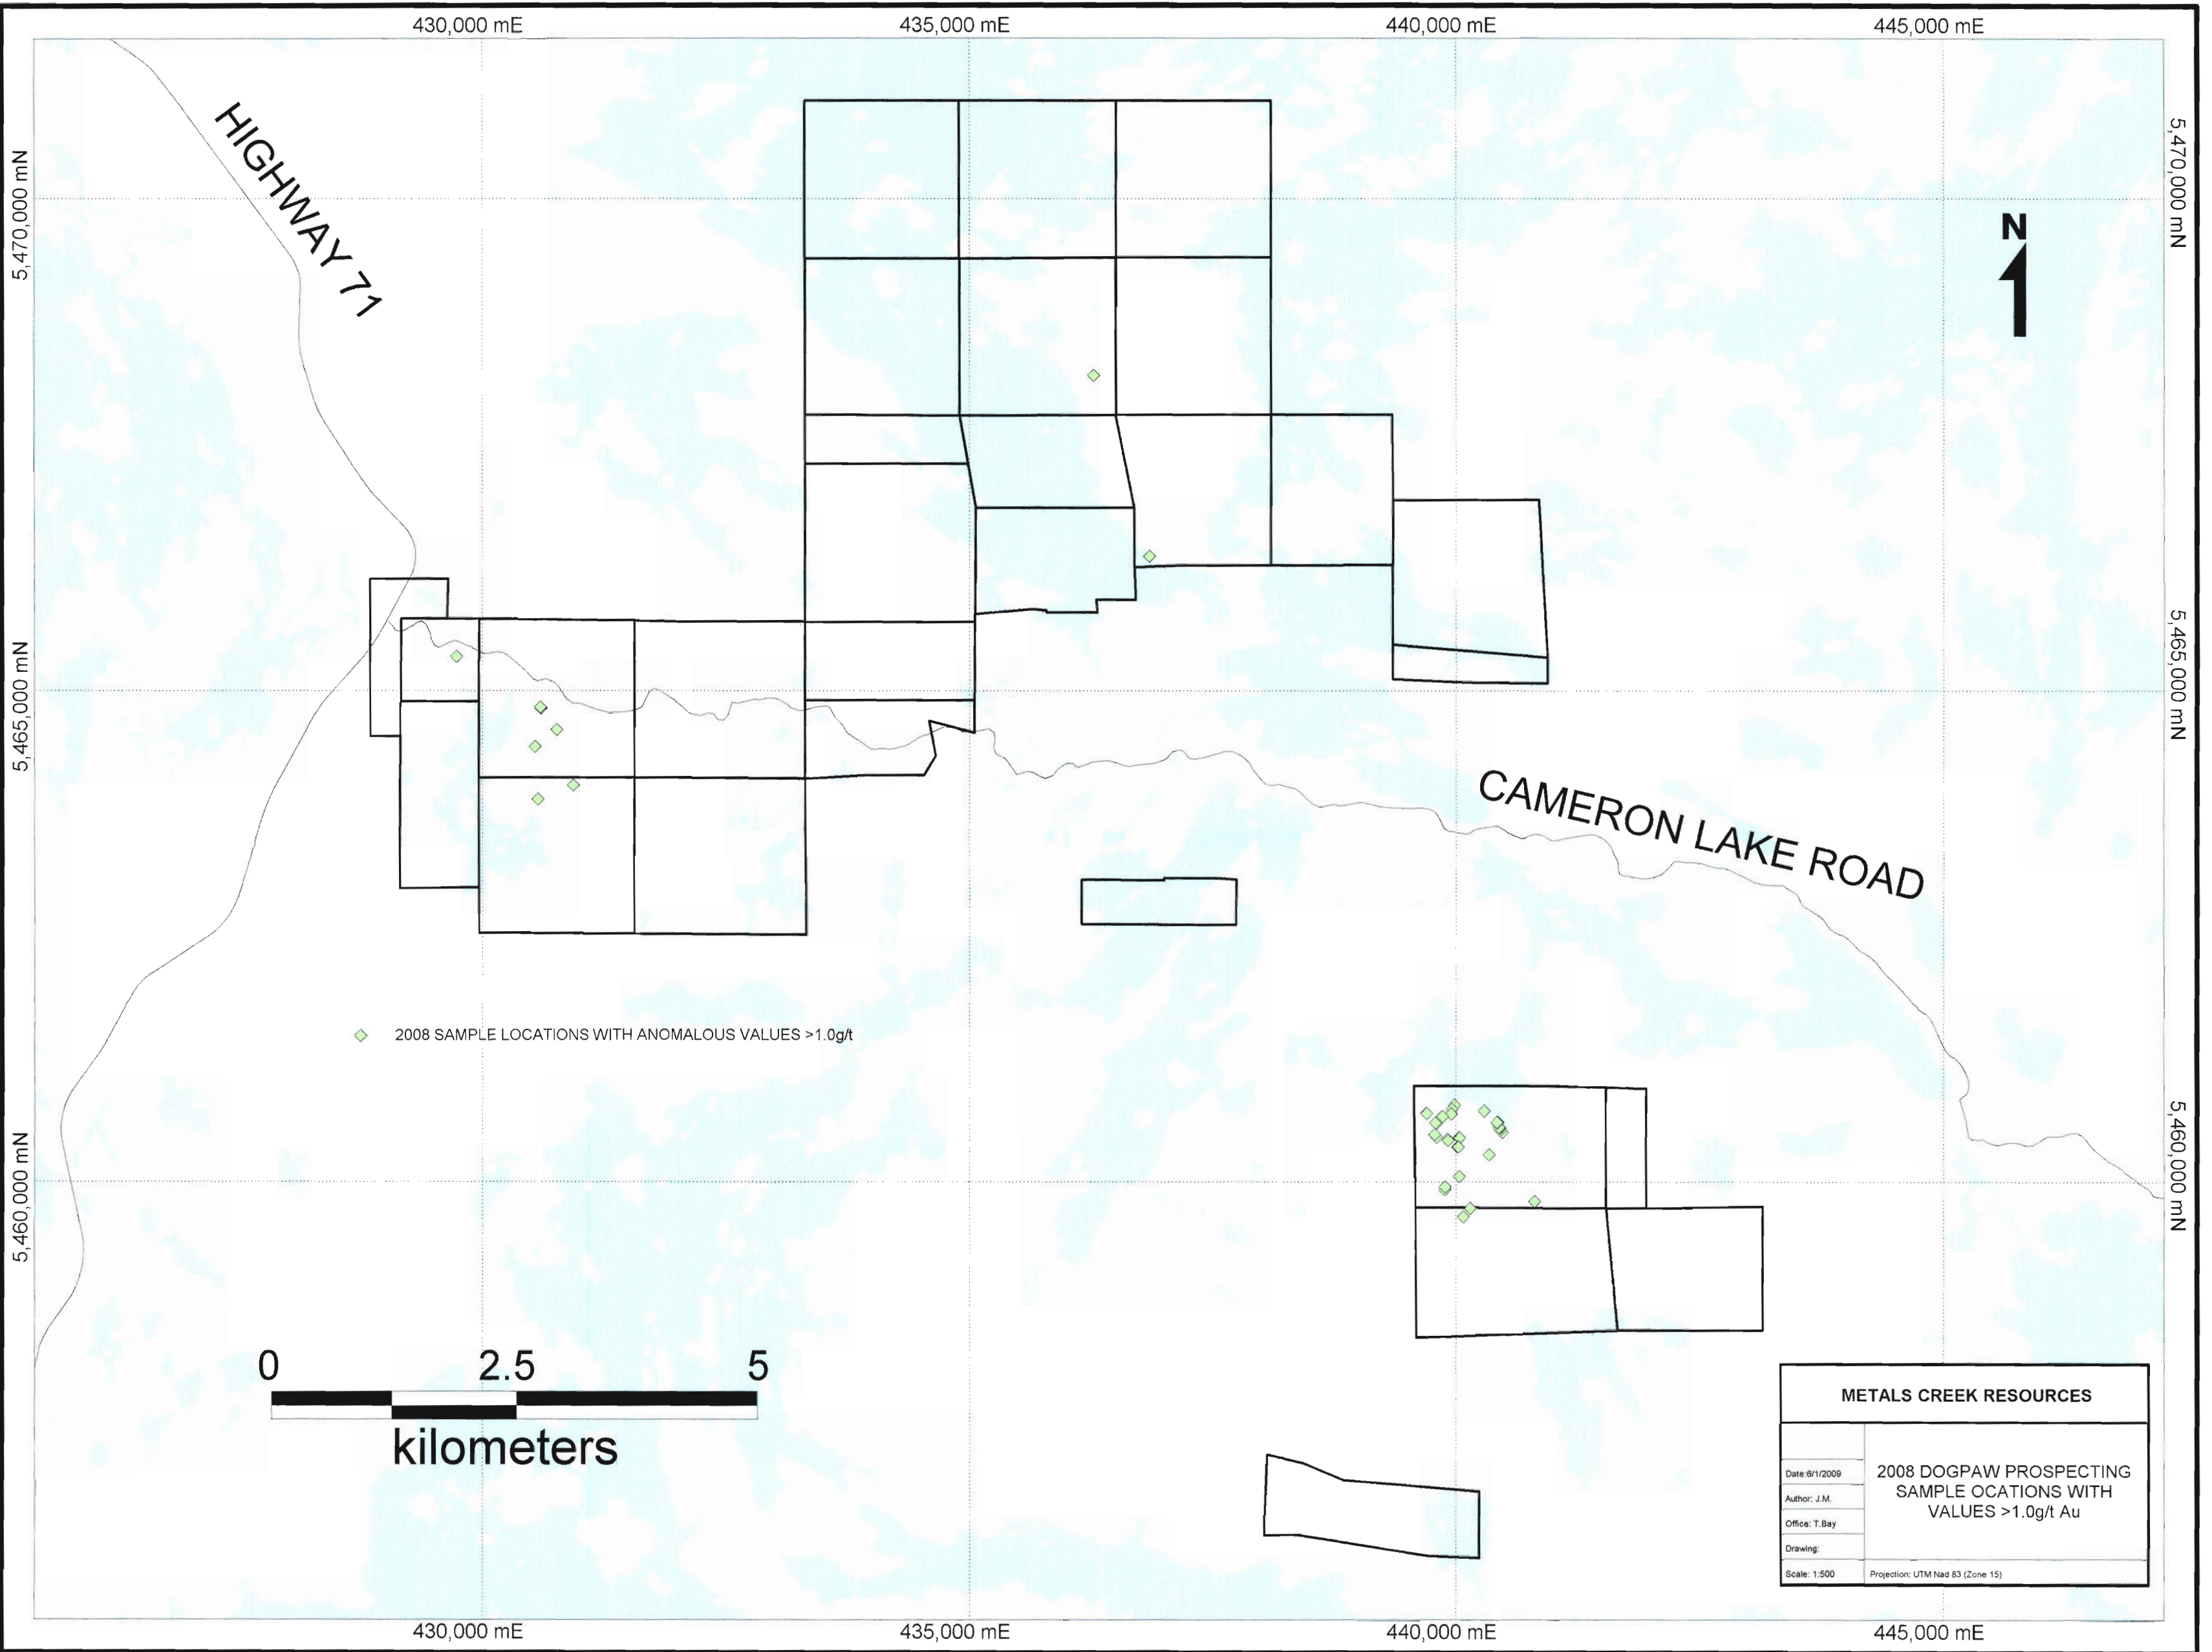 430,000 mE
435,000 mE
440,000 mE
445,000 mE
HIGHWAY 71
5,470,000 mN
5,470,000 mN
N
5,465,000 mN
5,465,000 mN
CAMERON LAKE ROAD
2008 SAMPLE LOCATIONS WITH ANOMALOUS VALUES >1.0g/t
5,460,000 mN
5,460,000 mN
0 2.5 5
kilometers
METALS CREEK RESOURCES
Date:6/1/2009
Author: J.M.
Office: T.Bay
Drawing:
Scale: 1:500
2008 DOGPAW PROSPECTING
SAMPLE OCATIONS WITH
VALUES >1.0g/t Au
Projection: UTM Nad 83 (Zone 15)
430,000 mE
435,000 mE
440,000 mE
445,000 mE